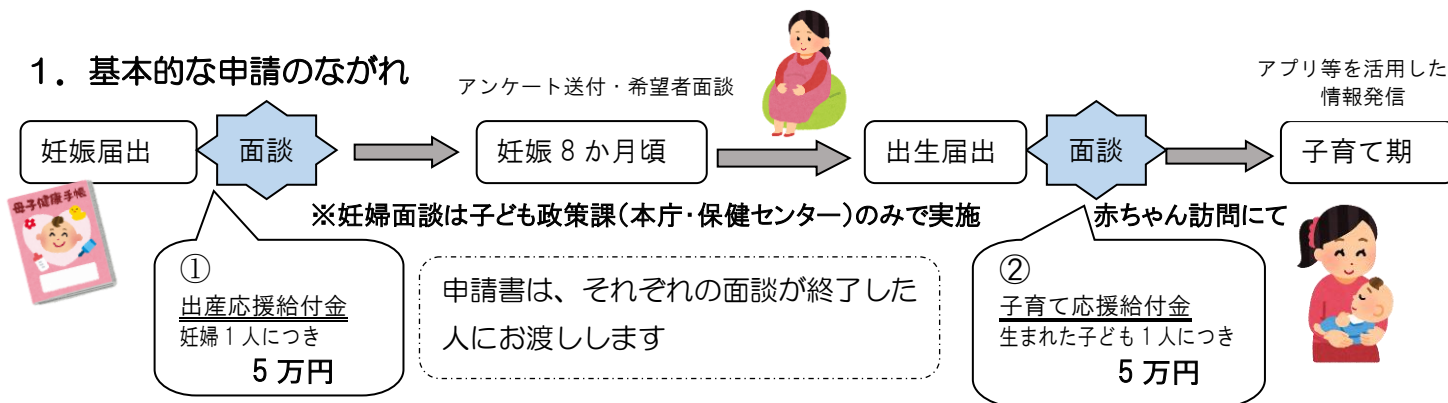 １．基本的な申請のながれ
アンケート送付・希望者面談
アプリ等を活用した
情報発信
妊娠届出
面談
妊娠８か月頃
出生届出
面談
子育て期
母子健康手帳
※妊婦面談は子ども政策課（本庁・保健センター）のみで実施
赤ちゃん訪問にて
①
出産応援給付金
妊婦１人につき
５万円
申請書は、それぞれの面談が終了した
人にお渡しします
②
子育て応援給付金
生まれた子ども１人につき
５万円